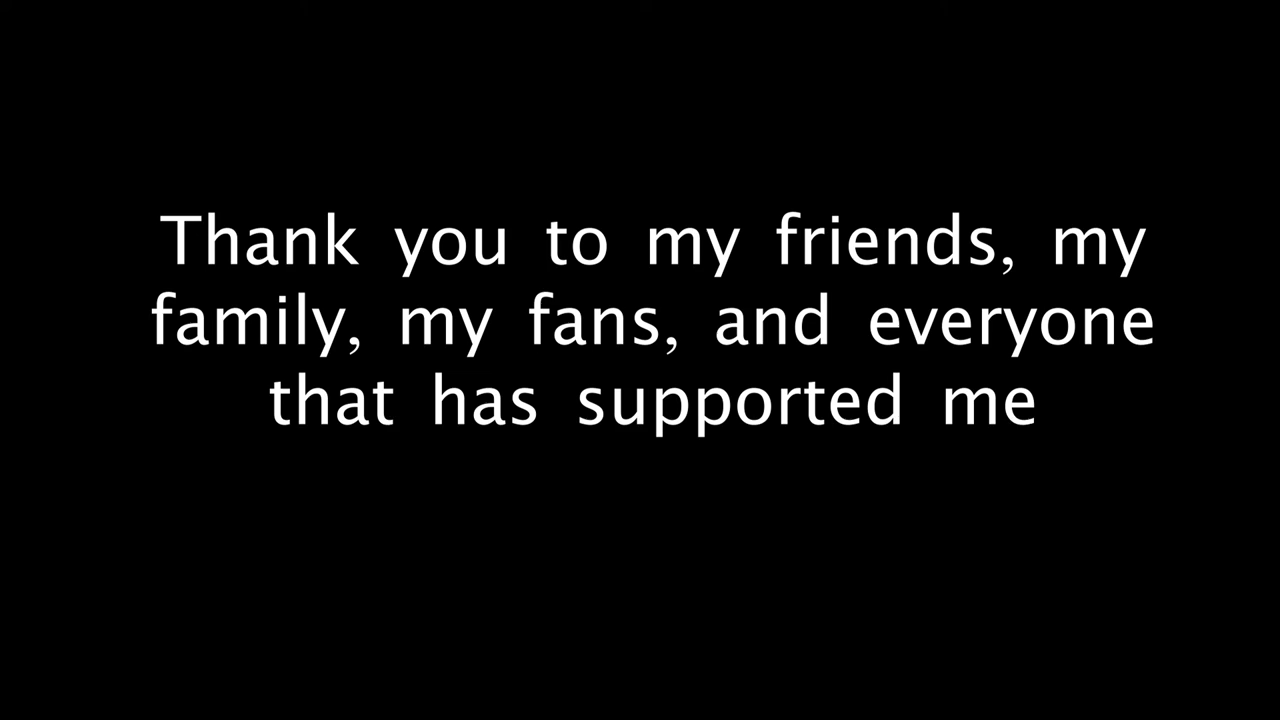 Thank you to my friends, my
family, my fans, and everyone
that has supported me